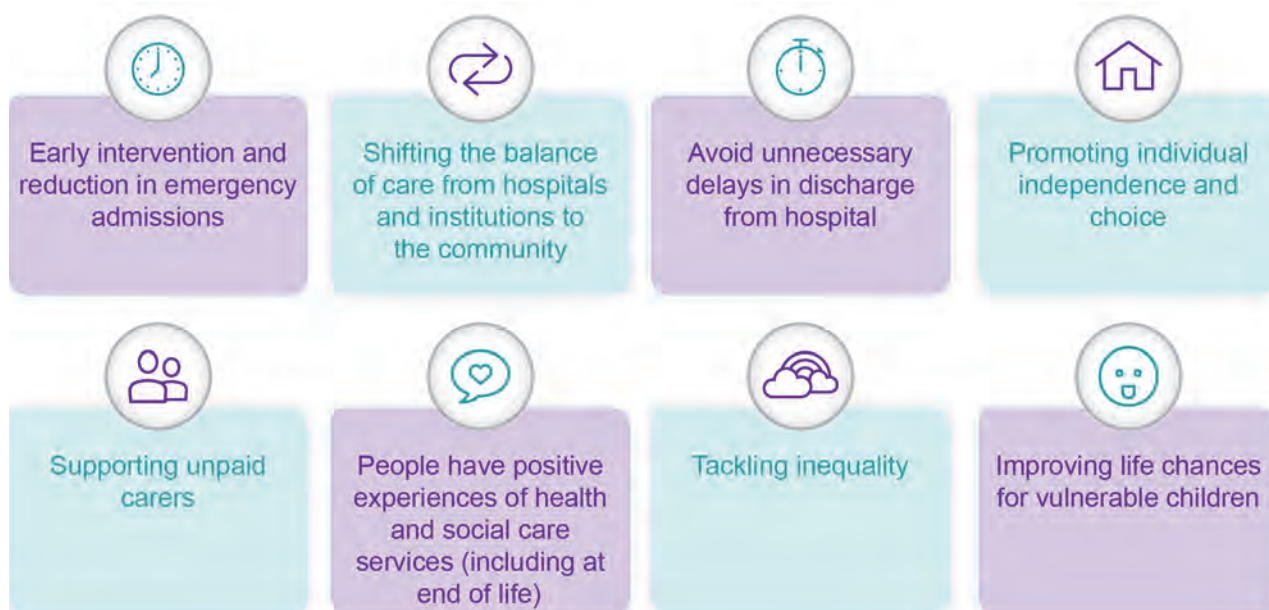 Early intervention and
reduction in emergency
admissions
Shifting the balance
of care from hospitals
and institutions to
the community
Avoid unnecessary
delays in discharge
from hospital
Promoting individual
independence and
choice
Supporting unpaid
carers
People have positive
experiences of health
and social care
services (including at
end of life)
Tackling inequality
Improving life chances
for vulnerable children